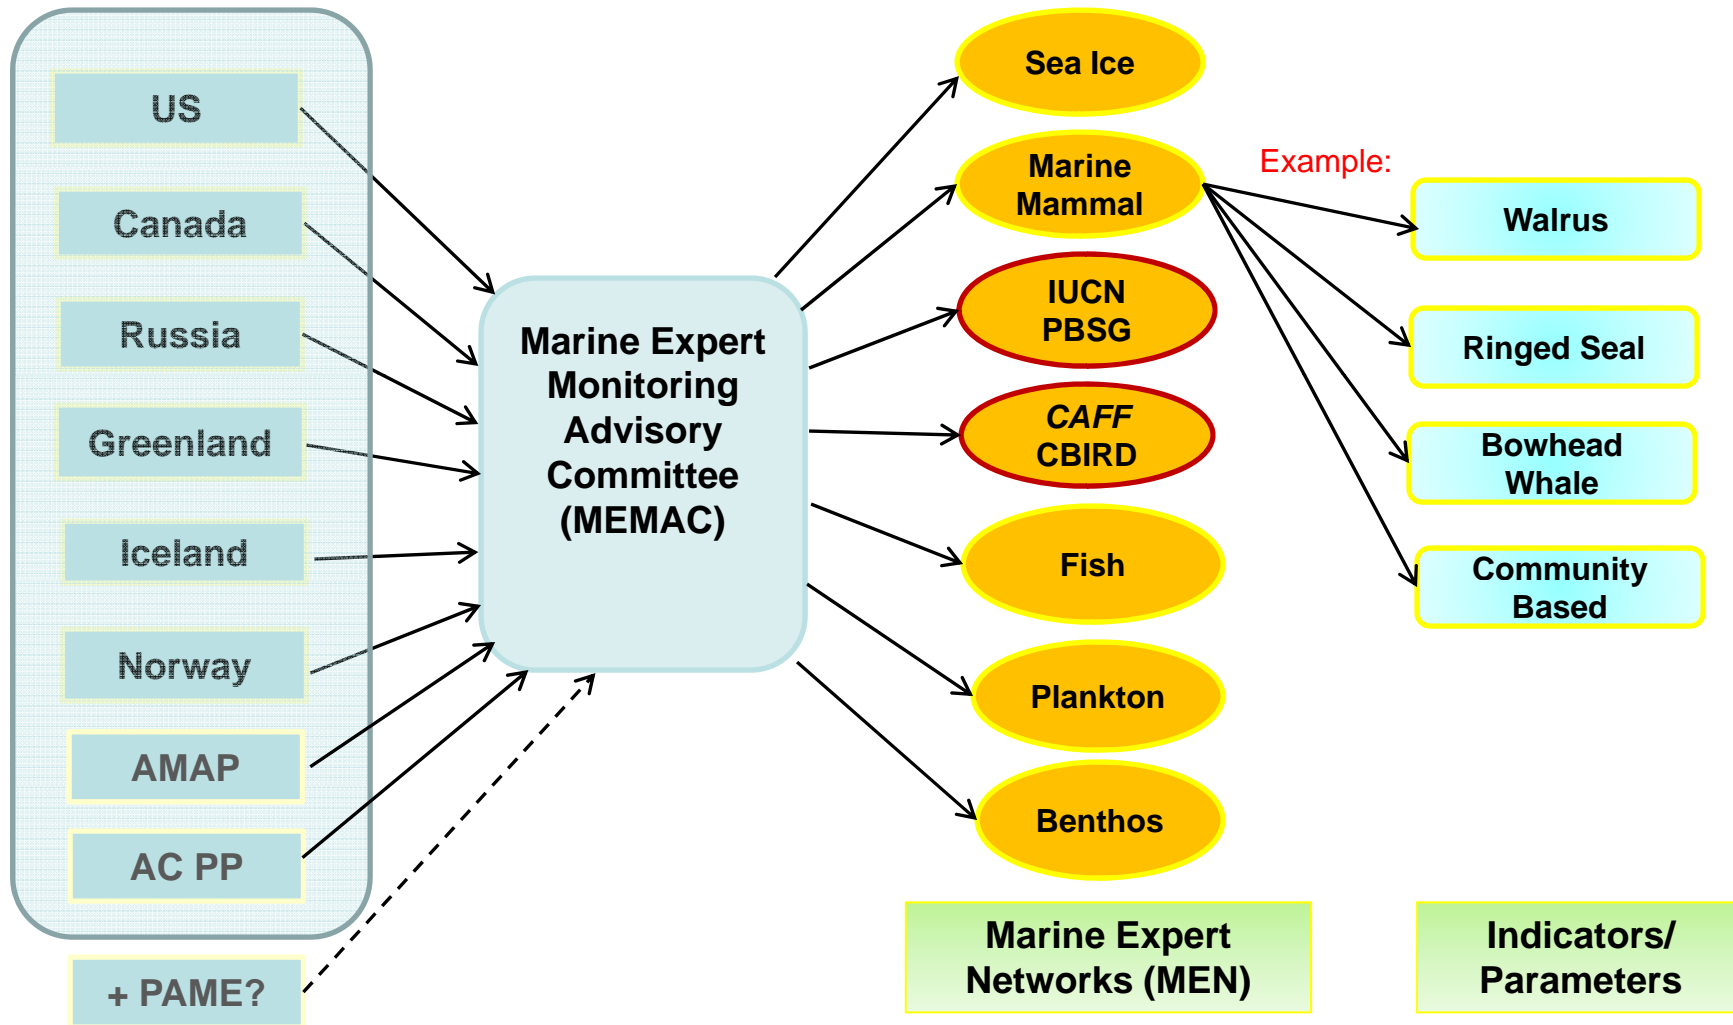 US
Canada
Russia
Greenland
Iceland
Norway
AMAP
AC PP
+ PAME?
Marine Expert
Monitoring
Advisory
Committee
(MEMAC)
Sea Ice
Marine
Mammal
IUCN
PBSG
CAFF
CBIRD
Fish
Plankton
Benthos
Marine Expert
Networks (MEN)
Example:
Walrus
Ringed Seal
Bowhead
Whale
Community
Based
Indicators/
Parameters